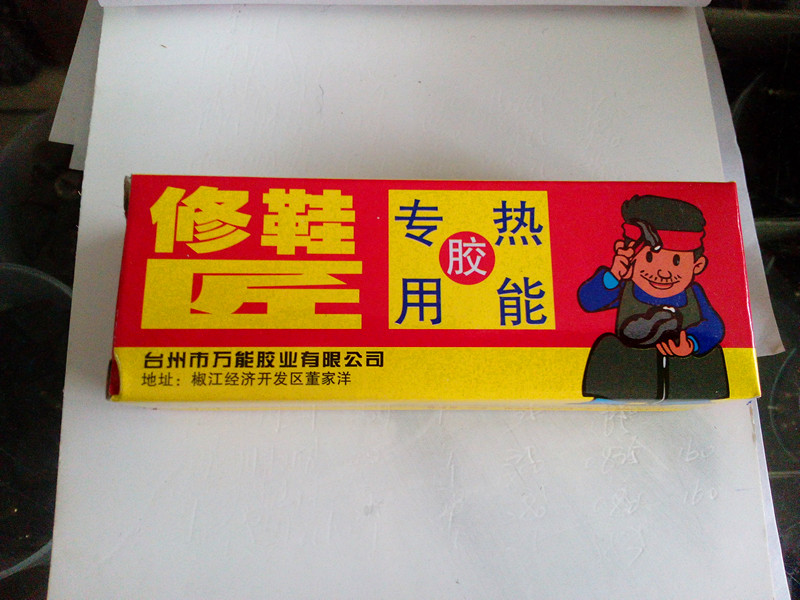 修鞋
匠
专 热
胶
用 能
台州市万能胶业有限公司
地址：椒江经济开发区董家洋